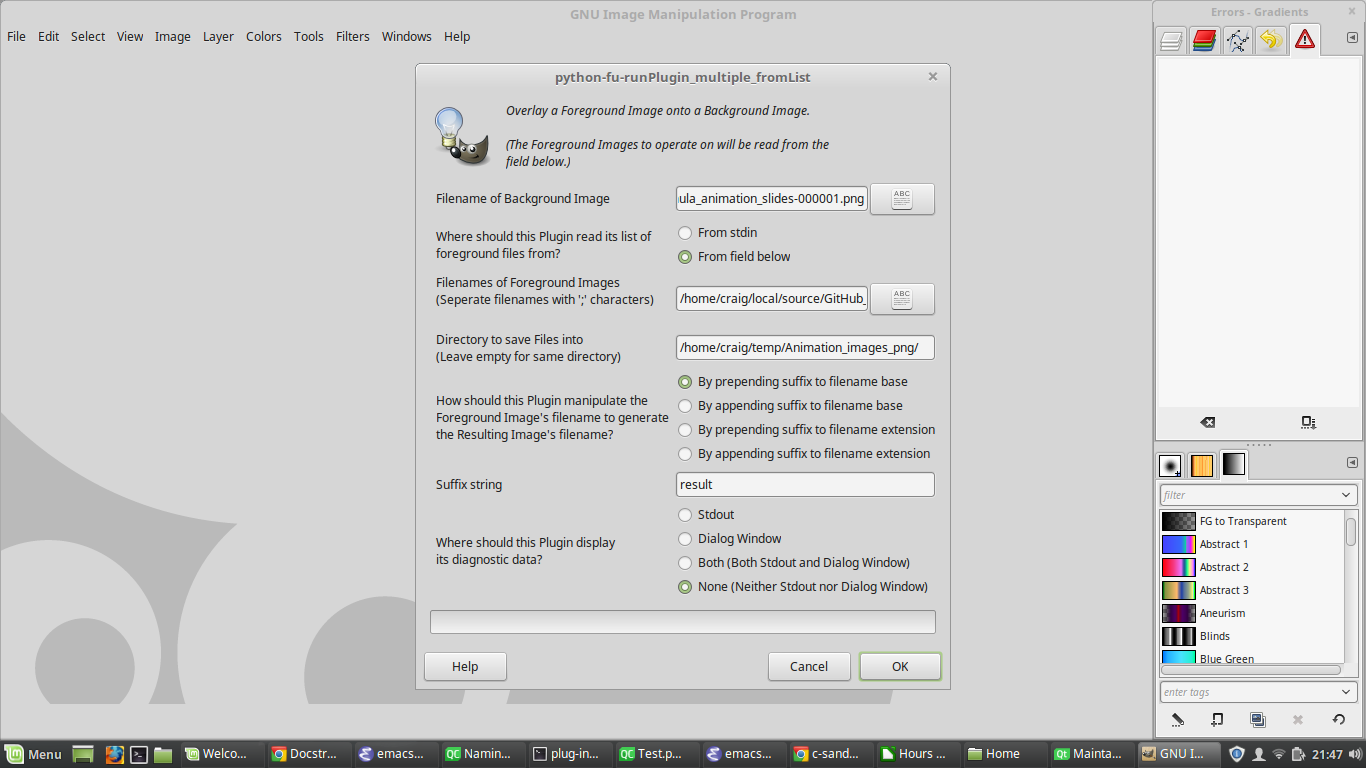 GNU Image Manipulation Program
File Edit Select View Image Layer Colors Tools Filters Windows Help
python-fu-runPlugin_multiple_fromList
Overlay a Foreground Image onto a Background Image.
(The Foreground Images to operate on will be read from the
field below.)
Filename of Background Image
ula_animation_slides-000001.png
ABC
Where should this Plugin read its list of
foreground files from?
From stdin
From field below
Filenames of Foreground Images
(Seperate filenames with ';' characters)
/home/craig/local/source/GitHub_
ABC
Directory to save Files into
(Leave empty for same directory)
/home/craig/temp/Animation_images_png/
How should this Plugin manipulate the
Foreground Image's filename to generate
the Resulting Image's filename?
By prepending suffix to filename base
By appending suffix to filename base
By prepending suffix to filename extension
By appending suffix to filename extension
Suffix string
result
Where should this Plugin display
its diagnostic data?
Stdout
Dialog Window
Both (Both Stdout and Dialog Window)
None (Neither Stdout nor Dialog Window)
Help
Cancel
OK
Errors - Gradients
filter
FG to Transparent
Abstract 1
Abstract 2
Abstract 3
Aneurism
Blinds
Blue Green
enter tags
Menu
Welco...
Docstr...
emacs...
QC Namin...
plug-in...
QC Test.p...
emacs...
c-sand...
Hours ...
Home
Qt Mainta...
GNU I...
21:47